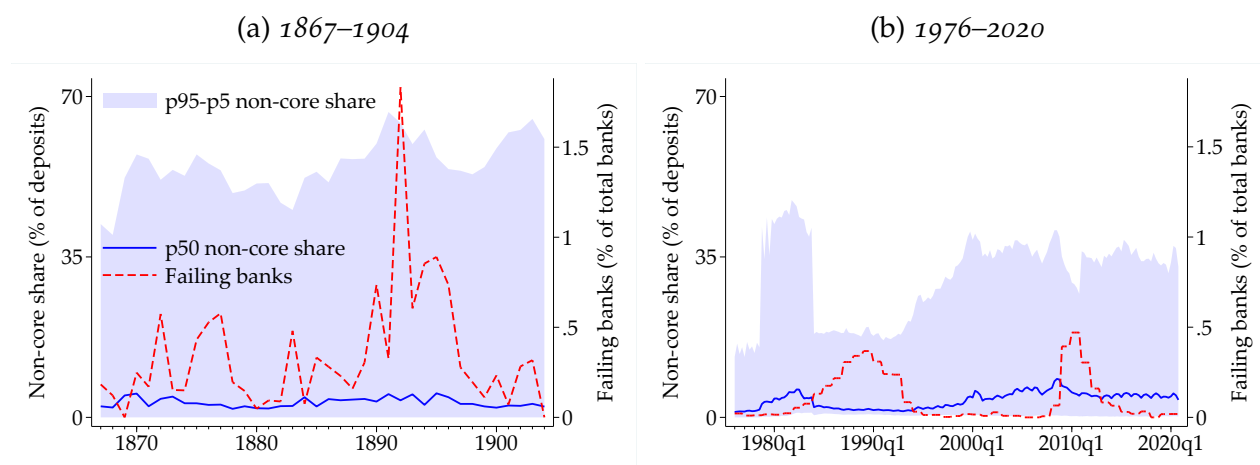 (a) 1867–1904
Non-core share (% of deposits)
70
35
0
p95-p5 non-core share
p50 non-core share
Failing banks
1.5
1
.5
0
Failing banks (% of total banks)
1870
1880
1890
1900
(b) 1976–2020
Non-core share (% of deposits)
70
35
0
1.5
1
.5
0
Failing banks (% of total banks)
1980q1
1990q1
2000q1
2010q1
2020q1